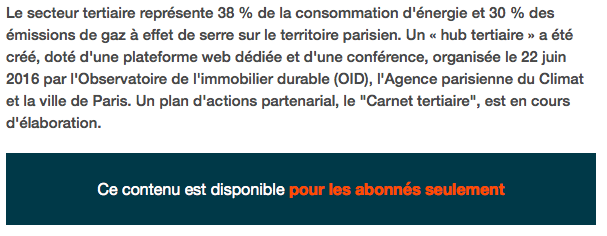 Le secteur tertiaire représente 38 % de la consommation d'énergie et 30 % des
émissions de gaz à effet de serre sur le territoire parisien. Un « hub tertiaire » a été
créé, doté d'une plateforme web dédiée et d'une conférence, organisée le 22 juin
2016 par l'Observatoire de l'immobilier durable (OID), l'Agence parisienne du Climat
et la ville de Paris. Un plan d'actions partenarial, le "Carnet tertiaire", est en cours
d'élaboration.
Ce contenu est disponible pour les abonnés seulement